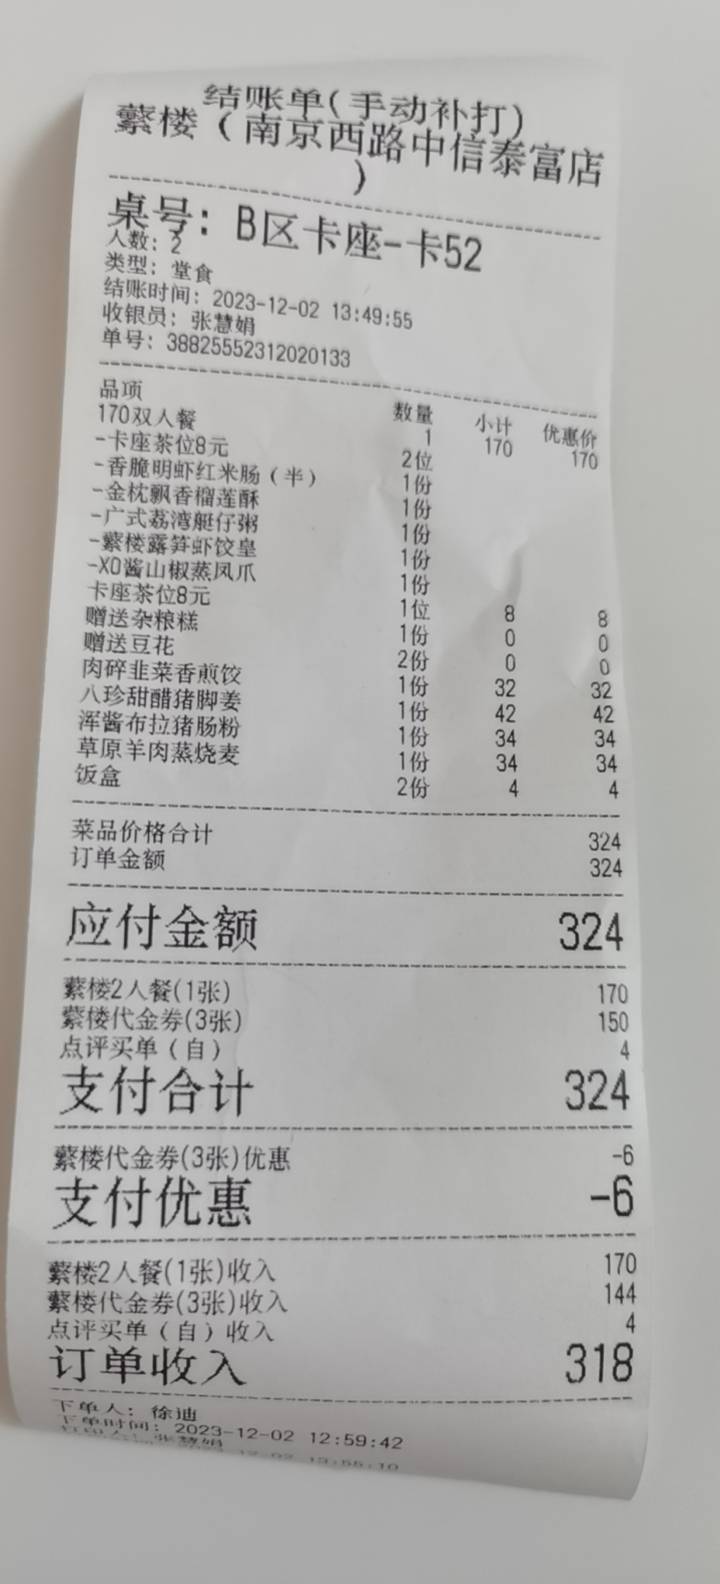 结账单(手动补打)
蘩楼（南京西路中信泰富店
）
桌号: B区卡座-卡52
人数: 2
类型: 堂食
结账时间: 2023-12-02 13:49:55
收银员: 张慧娟
单号: 388255552312020133
品项 数量 小计 优惠价
170双人餐 1 170 170
-卡座茶位8元 2位
-香脆明虾红米肠（半） 1份
-金枕飘香榴莲酥 1份
-广式荔湾艇仔粥 1份
-蘩楼露笋虾饺皇 1份
-XO酱山椒蒸凤爪 1份
卡座茶位8元 1位 8 8
赠送杂粮糕 1份 0 0
赠送豆花 2份 0 0
肉碎韭菜香煎饺 1份 32 32
八珍甜醋猪脚姜 1份 42 42
浑酱布拉猪肠粉 1份 34 34
草原羊肉蒸烧麦 1份 34 34
饭盒 2份 4 4
菜品价格合计 324
订单金额 324
应付金额 324
蘩楼2人餐(1张) 170
蘩楼代金券(3张) 150
点评买单（自） 4
支付合计 324
蘩楼代金券(3张)优惠 -6
支付优惠 -6
蘩楼2人餐(1张)收入 170
蘩楼代金券(3张)收入 144
点评买单（自）收入 4
订单收入 318
下单人: 徐迪
下单时间: 2023-12-02 12:59:42
打印人: 张慧娟